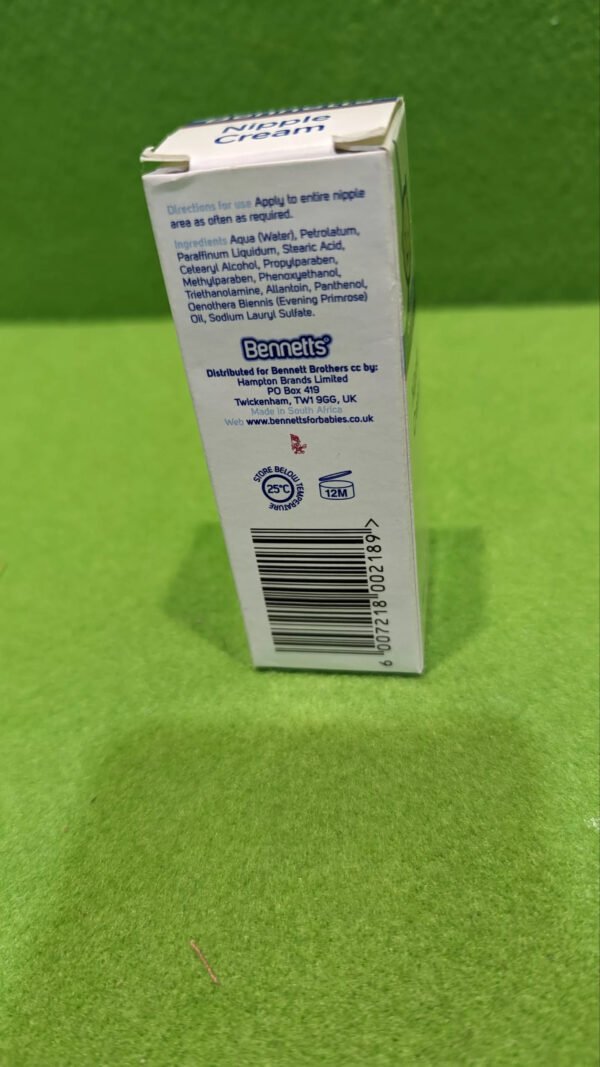 Bennetts
Nipple
Cream
Directions for use Apply to entire nipple
area as often as required.
Ingredients Aqua (Water), Petrolatum,
Paraffinum Liquidum, Stearic Acid,
Cetearyl Alcohol, Propylparaben,
Methylparaben, Phenoxyethanol,
Triethanolamine, Allantoin, Panthenol,
Oenothera Biennis (Evening Primrose)
Oil, Sodium Lauryl Sulfate.
Bennetts®
Distributed for Bennett Brothers cc by:
Hampton Brands Limited
PO Box 419
Twickenham, TW1 9GG, UK
Made in South Africa
Web www.bennettsforbabies.co.uk
STORE BELOW
25°C
TEMPERATURE
12M
6 007218 002189 >